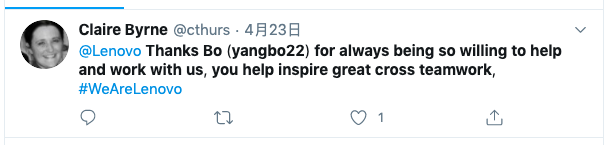 Claire Byrne @cthurs · 4月23日
@Lenovo Thanks Bo (yangbo22) for always being so willing to help
and work with us, you help inspire great cross teamwork,
#WeAreLenovo
1